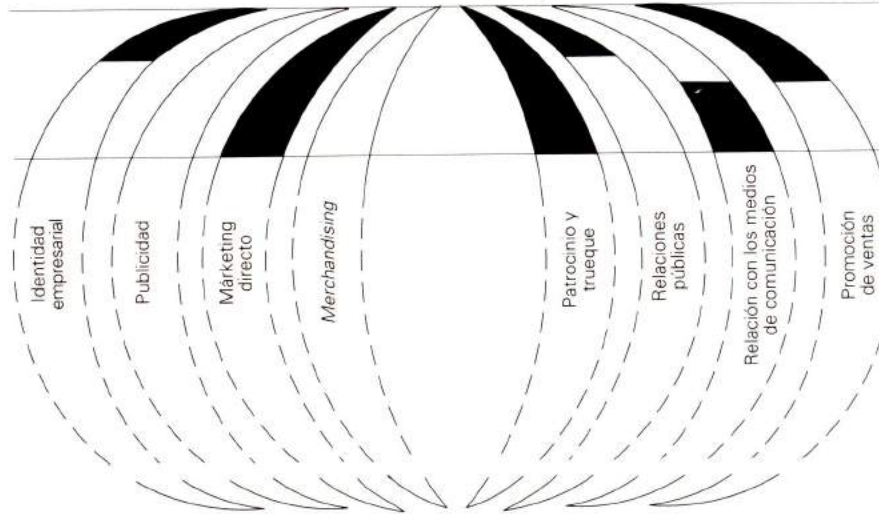 Identidad
empresarial
Publicidad
Márketing
directo
Merchandising
Patrocinio y
trueque
Relaciones
públicas
Relación con los medios
de comunicación
Promoción
de ventas